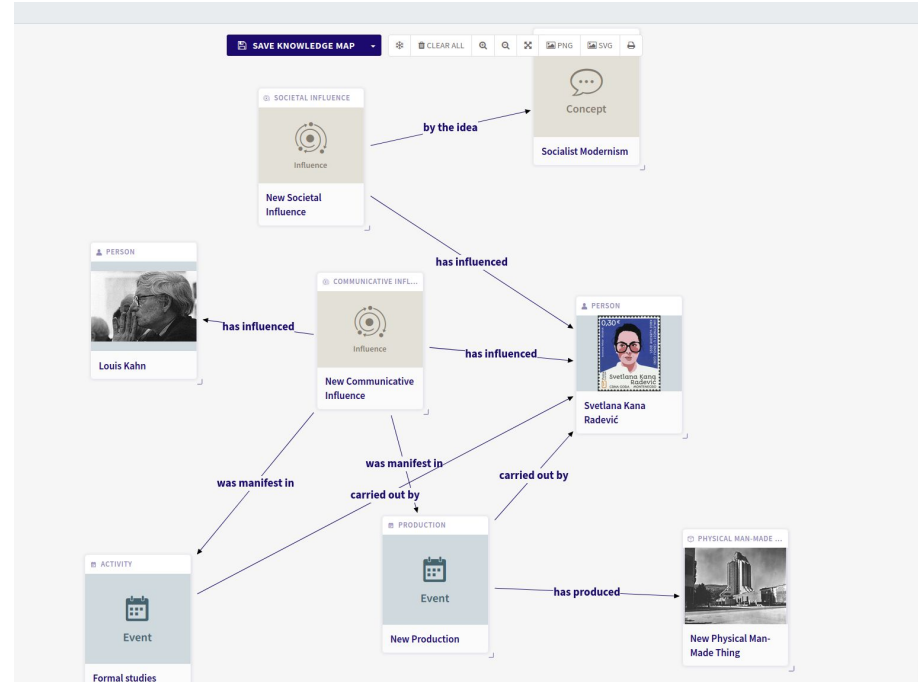 SAVE KNOWLEDGE MAP
CLEAR ALL
PNG
SVG
SOCIETAL INFLUENCE
Influence
New Societal
Influence
by the idea
Concept
Socialist Modernism
has influenced
PERSON
Louis Kahn
has influenced
COMMUNICATIVE INFL...
Influence
New Communicative
Influence
has influenced
PERSON
0,30 €
Svetlana Kana
Radević
CRNA GORA MONTENEGRO
Svetlana Kana
Radević
was manifest in
was manifest in
carried out by
carried out by
ACTIVITY
Event
Formal studies
PRODUCTION
Event
New Production
has produced
PHYSICAL MAN-MADE ...
New Physical Man-
Made Thing